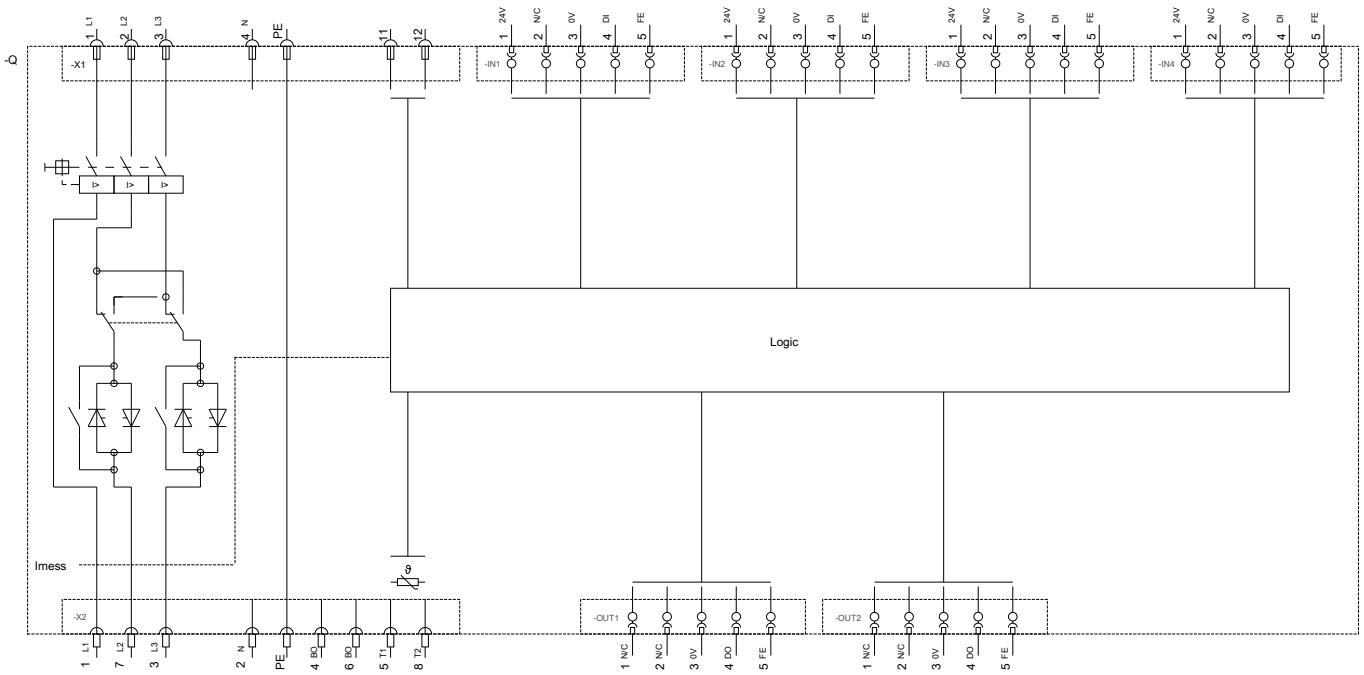 L1 L2 L3 N
1 2 3 4 PE 11 12
24V N/C 0V DI FE
1 2 3 4 5
24V N/C 0V DI FE
1 2 3 4 5
24V N/C 0V DI FE
1 2 3 4 5
24V N/C 0V DI FE
1 2 3 4 5
-Q
-X1
-IN1
-IN2
-IN3
-IN4
I> I> I>
Logic
Imess
ϑ
-X2
-OUT1
-OUT2
1 L1
7 L2
3 L3
2 N
PE
4 BO
6 BO
5 T1
8 T2
1 N/C
2 N/C
3 0V
4 DO
5 FE
1 N/C
2 N/C
3 0V
4 DO
5 FE